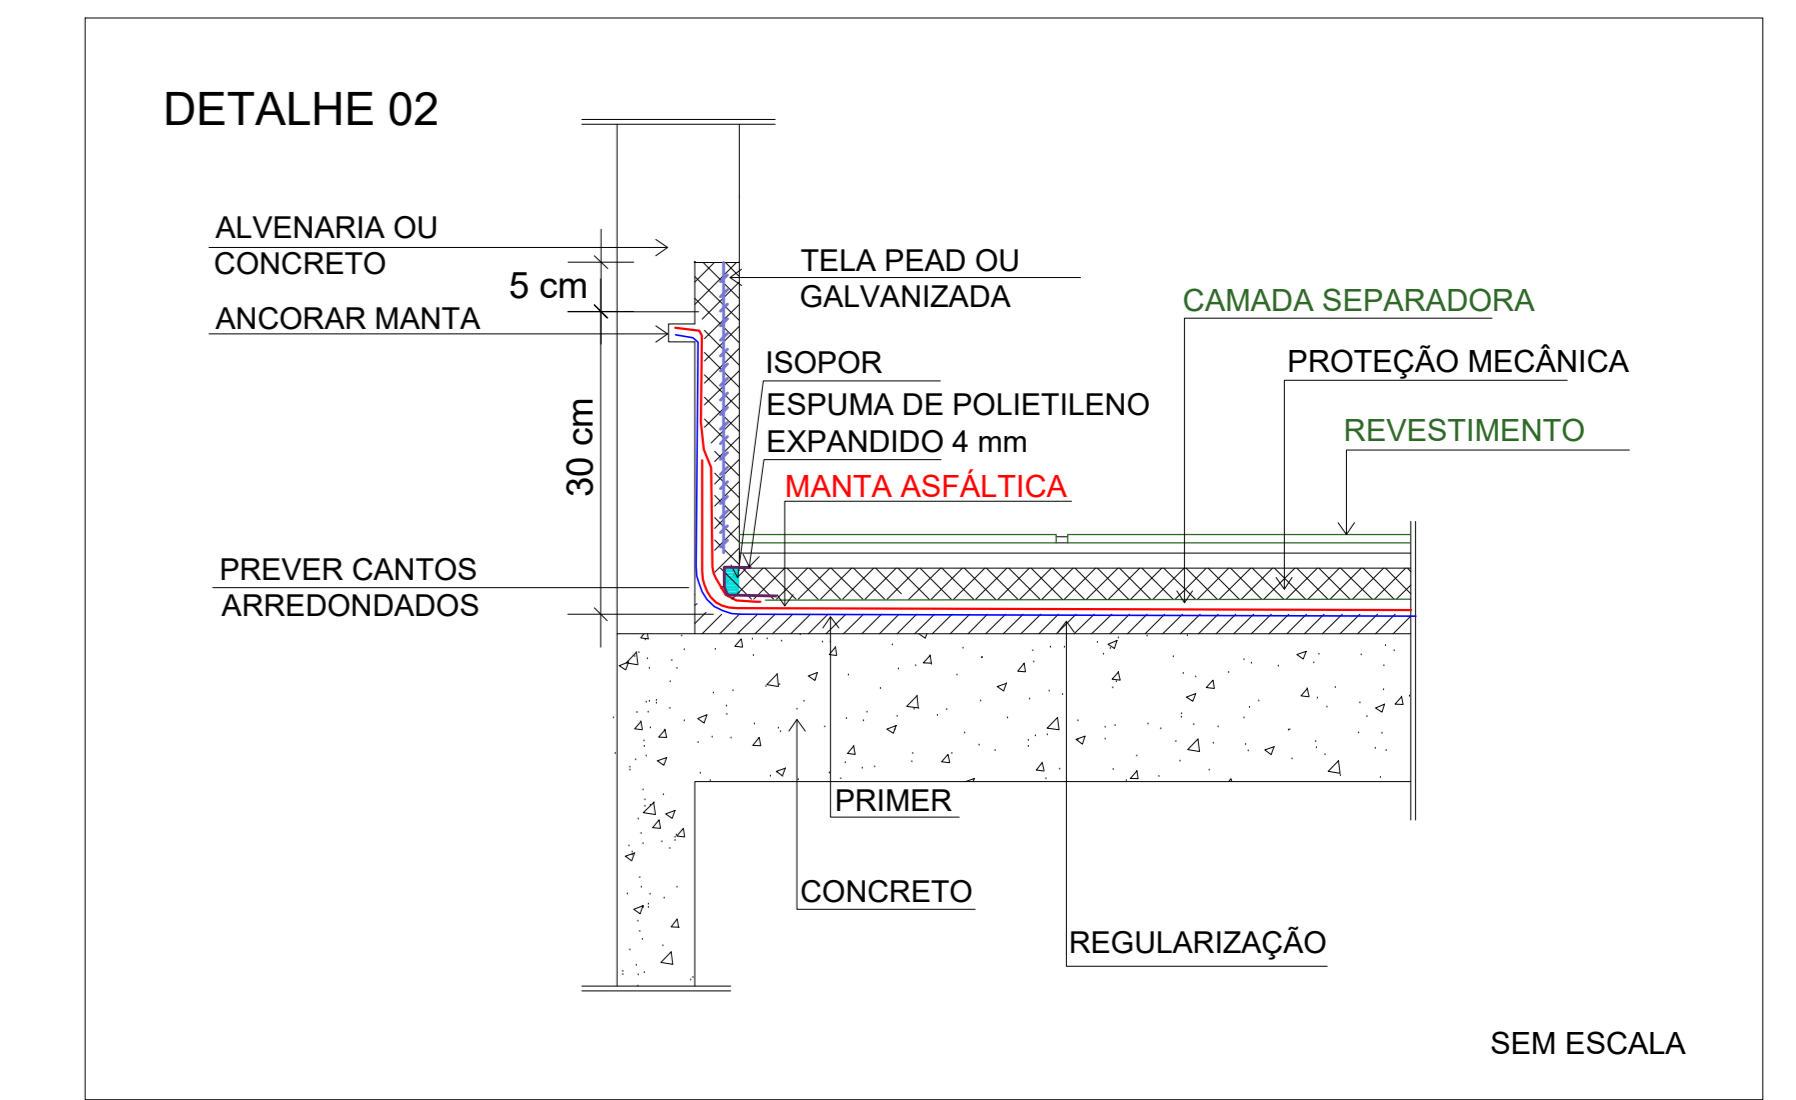 DETALHE 02
ALVENARIA OU
CONCRETO
5 cm
ANCORAR MANTA
TELA PEAD OU
GALVANIZADA
CAMADA SEPARADORA
ISOPOR
PROTEÇÃO MECÂNICA
ESPUMA DE POLIETILENO
EXPANDIDO 4 mm
REVESTIMENTO
30 cm
MANTA ASFÁLTICA
PREVER CANTOS
ARREDONDADOS
PRIMER
CONCRETO
REGULARIZAÇÃO
SEM ESCALA